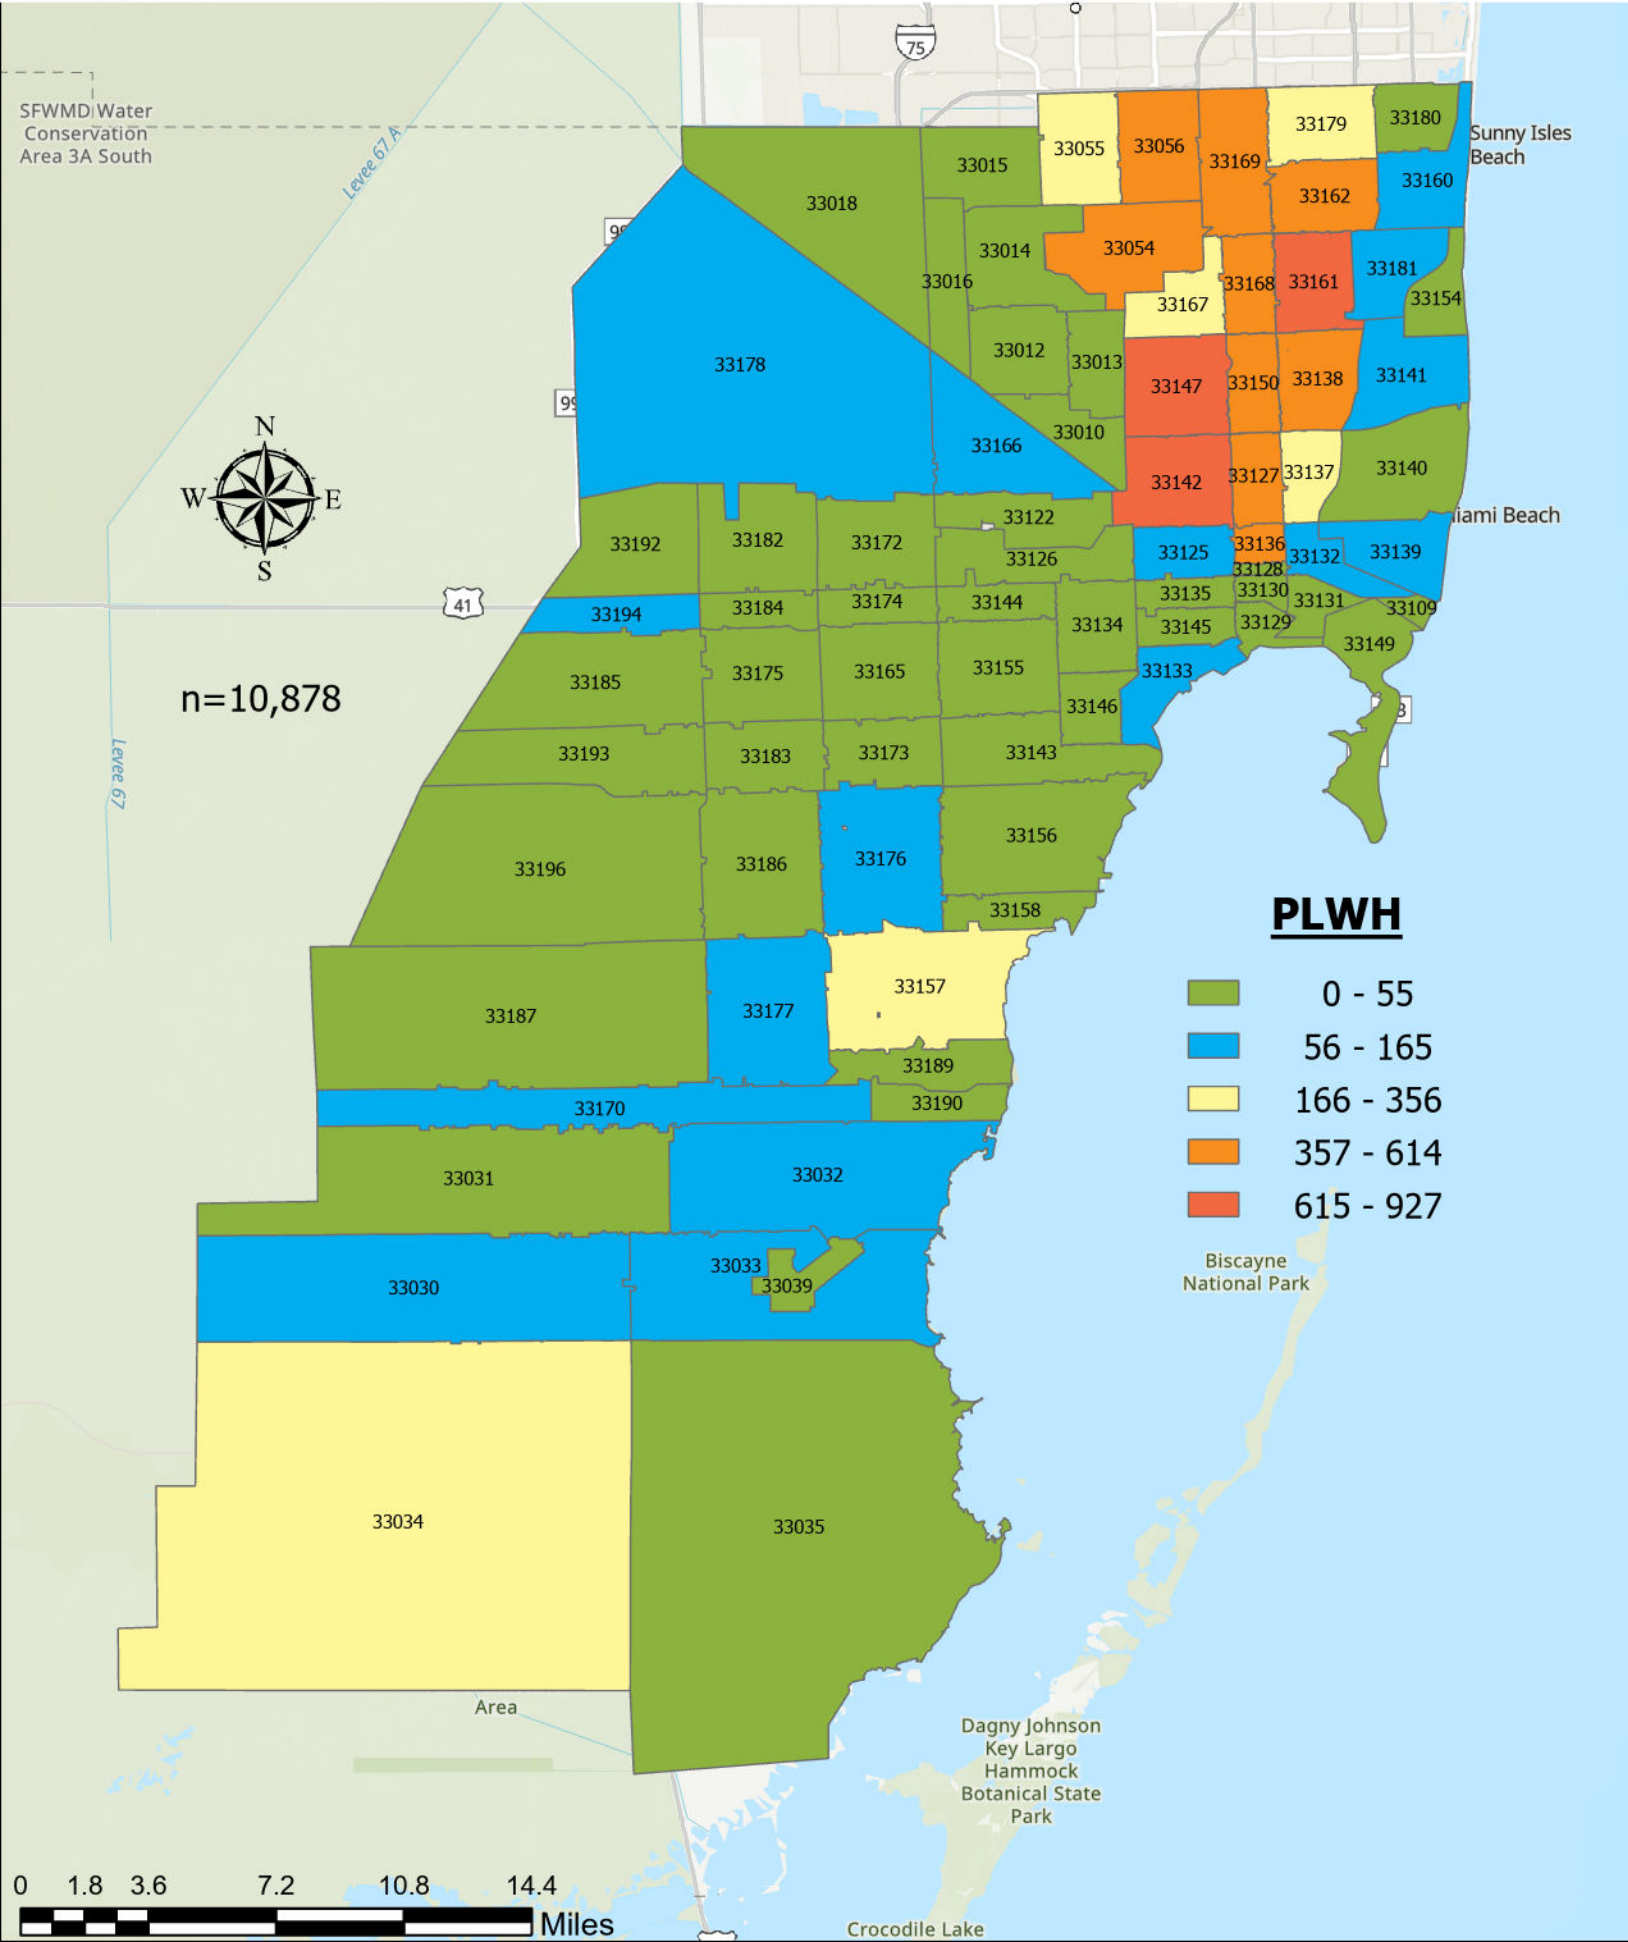 75
SFWMD Water
Conservation
Area 3A South
Levee 67 A
33055
33056
33169
33179
33180
Sunny Isles
Beach
33015
33160
33162
33018
33014
33054
33016
33167
33168
33161
33181
33154
33178
33012
33013
33147
33150
33138
33141
33010
33166
33142
33127
33137
33140
N
W
E
S
33122
33192
33182
33172
33126
33125
33136
33132
33139
33128
41
33194
33184
33174
33144
33135
33130
33131
33109
33134
33145
33129
33149
n=10,878
33185
33175
33165
33155
33133
33146
33193
33183
33173
33143
Levee 67
33196
33186
33176
33156
33158
PLWH
0 - 55
56 - 165
166 - 356
357 - 614
615 - 927
33187
33177
33157
33189
33170
33190
33031
33032
33030
33033
33039
Biscayne
National Park
33034
33035
Area
Dagny Johnson
Key Largo
Hammock
Botanical State
Park
Crocodile Lake
0 1.8 3.6 7.2 10.8 14.4
Miles